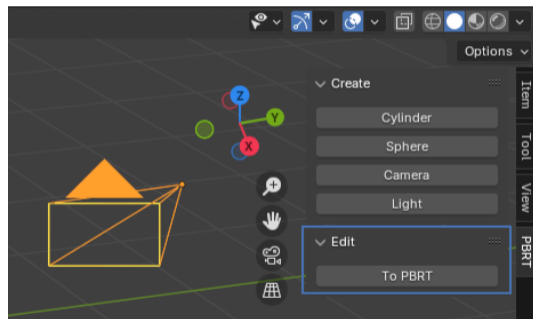 Options
Create
Cylinder
Sphere
Camera
Light
Edit
To PBRT
Z
Y
X
Item
Tool
View
PBRT